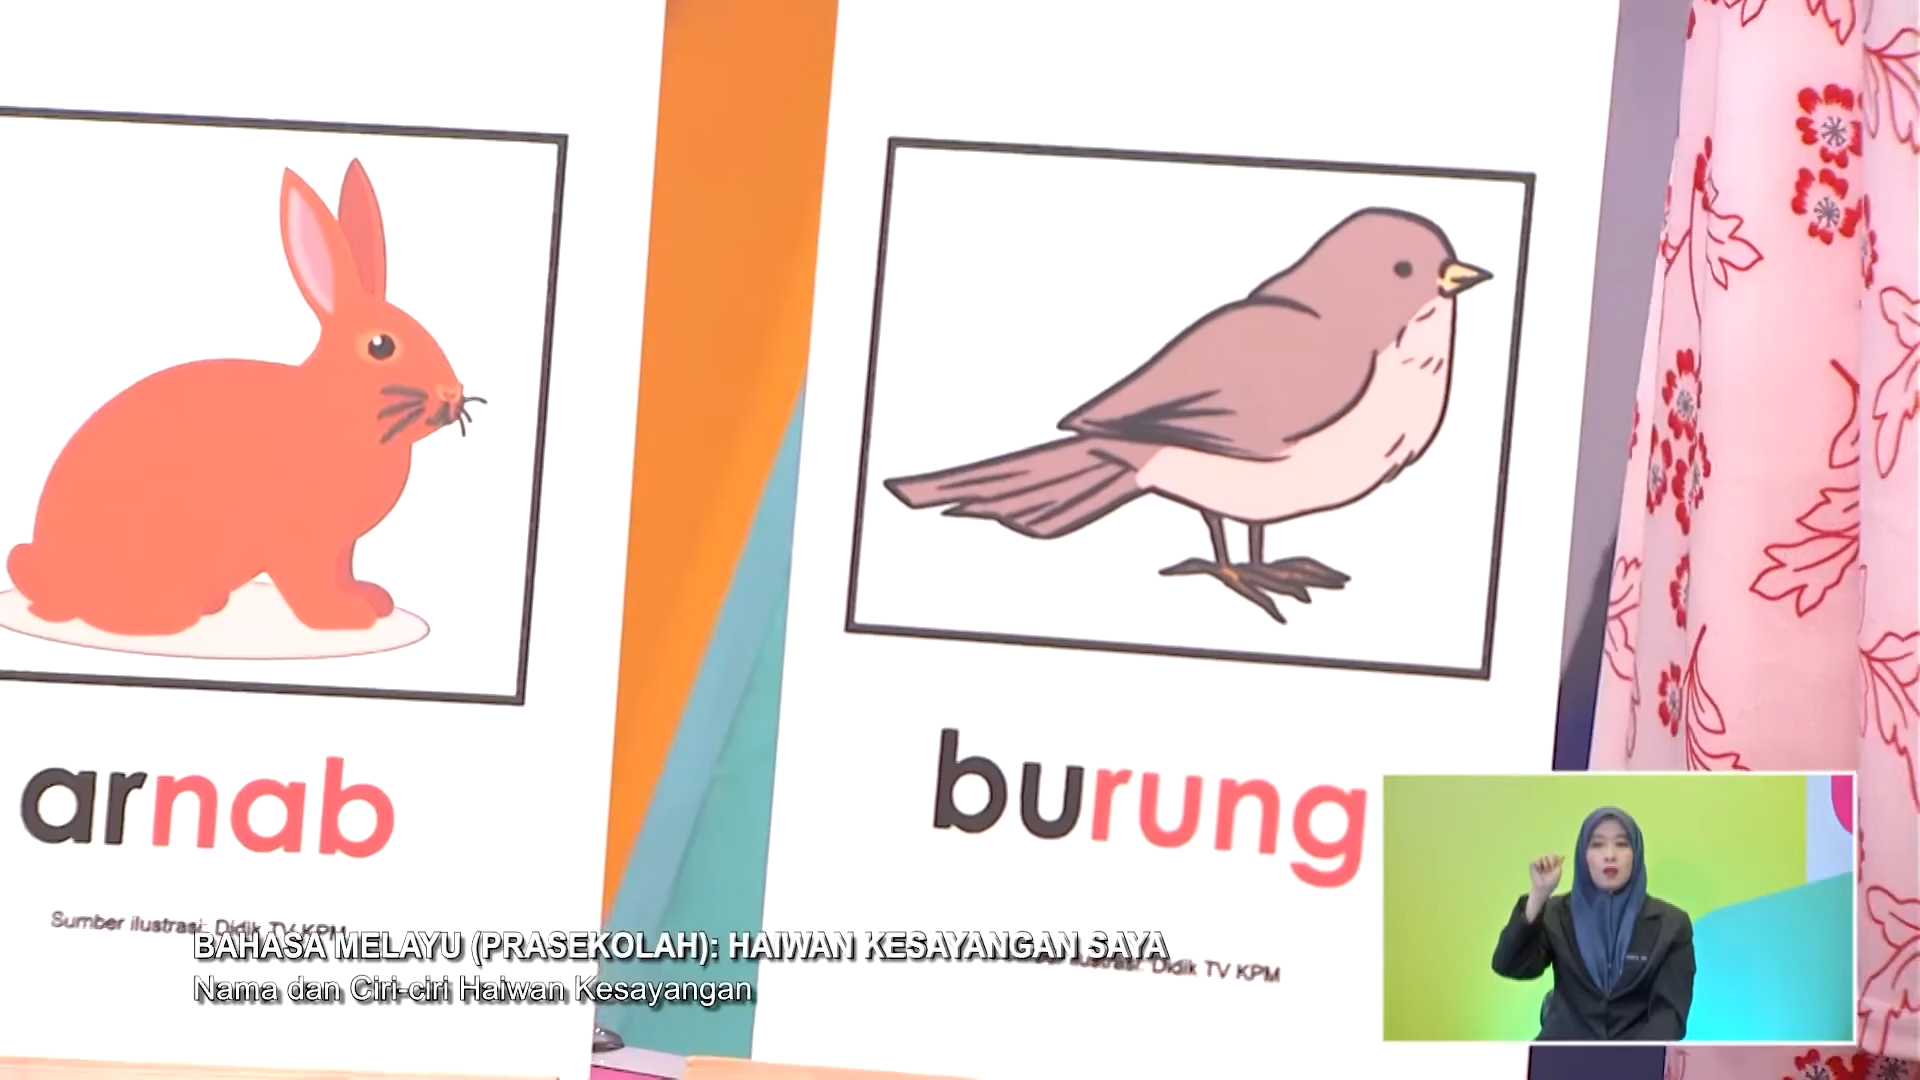 arnab
burung
Sumber ilustrasi: Didik TV KPM
ilustrasi: Didik TV KPM
BAHASA MELAYU (PRASEKOLAH): HAIWAN KESAYANGAN SAYA
Nama dan Ciri-ciri Haiwan Kesayangan